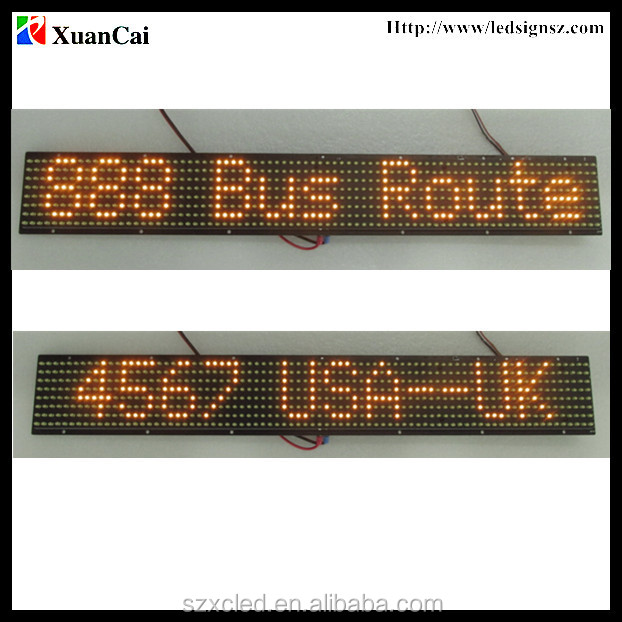 XuanCai
Http://www/ledsignsz.com
888 Bus Route
4567 USA--UK
szxcled.en.alibaba.com